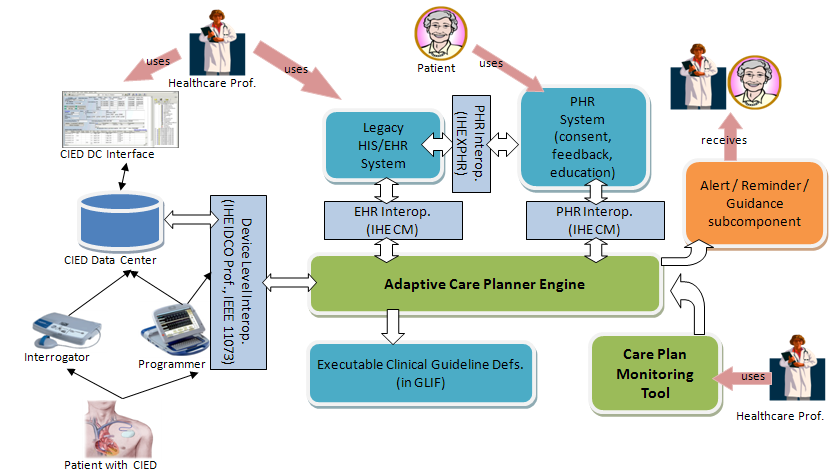 uses
Healthcare Prof.
uses
Patient
uses
CIED DC Interface
Legacy
HIS/EHR
System
PHR Interop.
(IHE XPHR)
PHR
System
(consent,
feedback,
education)
receives
Alert / Reminder /
Guidance
subcomponent
EHR Interop.
(IHE CM)
PHR Interop.
(IHE CM)
CIED Data Center
Device Level Interop.
(IHE IDCO Prof., IEEE 11073)
Adaptive Care Planner Engine
Interrogator
Programmer
Executable Clinical Guideline Defs.
(in GLIF)
Care Plan
Monitoring
Tool
uses
Healthcare Prof.
Patient with CIED